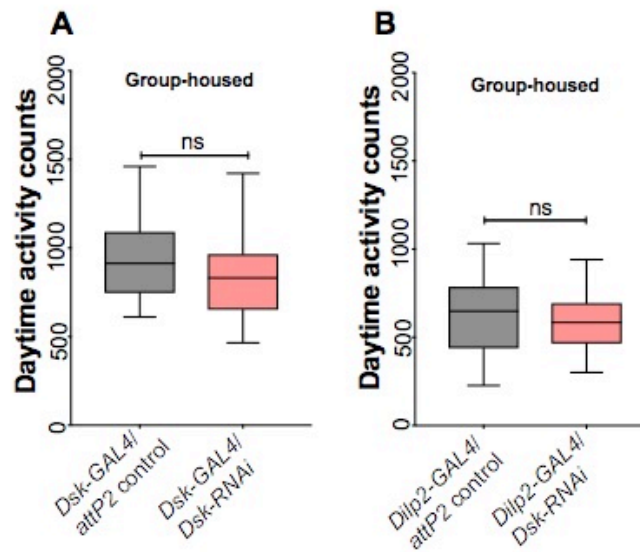 A
Group-housed
ns
Daytime activity counts
2000
1500
1000
500
0
Dsk-GAL4/
attP2 control
Dsk-GAL4/
Dsk-RNAi
B
Group-housed
ns
Daytime activity counts
2000
1500
1000
500
0
Dilp2-GAL4/
attP2 control
Dilp2-GAL4/
Dsk-RNAi